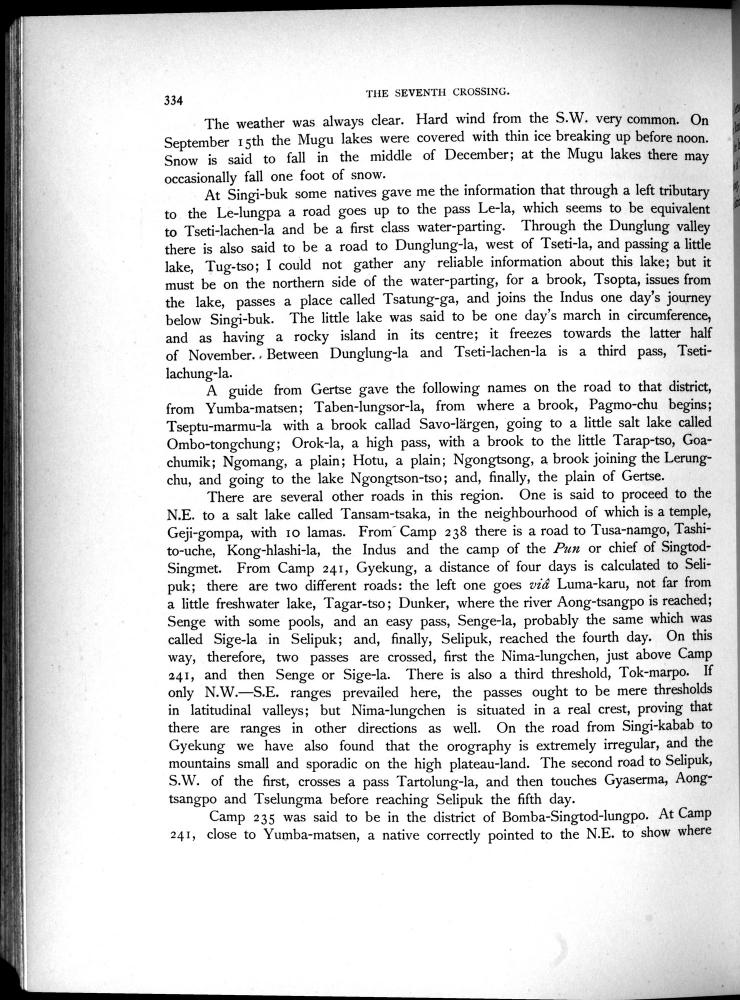 334
THE SEVENTH CROSSING.
The weather was always clear. Hard wind from the S.W. very common. On
September 15th the Mugu lakes were covered with thin ice breaking up before noon.
Snow is said to fall in the middle of December; at the Mugu lakes there may
occasionally fall one foot of snow.
At Singi-buk some natives gave me the information that through a left tributary
to the Le-lungpa a road goes up to the pass Le-la, which seems to be equivalent
to Tseti-lachen-la and be a first class water-parting. Through the Dunglung valley
there is also said to be a road to Dunglung-la, west of Tseti-la, and passing a little
lake, Tug-tso; I could not gather any reliable information about this lake; but it
must be on the northern side of the water-parting, for a brook, Tsopta, issues from
the lake, passes a place called Tsatung-ga, and joins the Indus one day's journey
below Singi-buk. The little lake was said to be one day's march in circumference,
and as having a rocky island in its centre; it freezes towards the latter half
of November. Between Dunglung-la and Tseti-lachen-la is a third pass, Tseti-
lachung-la.
A guide from Gertse gave the following names on the road to that district,
from Yumba-matsen; Taben-lungsor-la, from where a brook, Pagmo-chu begins;
Tseptu-marmu-la with a brook callad Savo-lärgen, going to a little salt lake called
Ombo-tongchung; Orok-la, a high pass, with a brook to the little Tarap-tso, Goa-
chumik; Ngomang, a plain; Hotu, a plain; Ngongtsong, a brook joining the Lerung-
chu, and going to the lake Ngongtson-tso; and, finally, the plain of Gertse.
There are several other roads in this region. One is said to proceed to the
N.E. to a salt lake called Tansam-tsaka, in the neighbourhood of which is a temple,
Geji-gompa, with 10 lamas. From Camp 238 there is a road to Tusa-namgo, Tashi-
to-uche, Kong-hlashi-la, the Indus and the camp of the Pun or chief of Singtod-
Singmet. From Camp 241, Gyekung, a distance of four days is calculated to Seli-
puk; there are two different roads: the left one goes viâ Luma-karu, not far from
a little freshwater lake, Tagar-tso; Dunker, where the river Aong-tsangpo is reached;
Senge with some pools, and an easy pass, Senge-la, probably the same which was
called Sige-la in Selipuk; and, finally, Selipuk, reached the fourth day. On this
way, therefore, two passes are crossed, first the Nima-lungchen, just above Camp
241, and then Senge or Sige-la. There is also a third threshold, Tok-marpo. If
only N.W.—S.E. ranges prevailed here, the passes ought to be mere thresholds
in latitudinal valleys; but Nima-lungchen is situated in a real crest, proving that
there are ranges in other directions as well. On the road from Singi-kabab to
Gyekung we have also found that the orography is extremely irregular, and the
mountains small and sporadic on the high plateau-land. The second road to Selipuk,
S.W. of the first, crosses a pass Tartolung-la, and then touches Gyaserma, Aong-
tsangpo and Tselungma before reaching Selipuk the fifth day.
Camp 235 was said to be in the district of Bomba-Singtod-lungpo. At Camp
241, close to Yumba-matsen, a native correctly pointed to the N.E. to show where